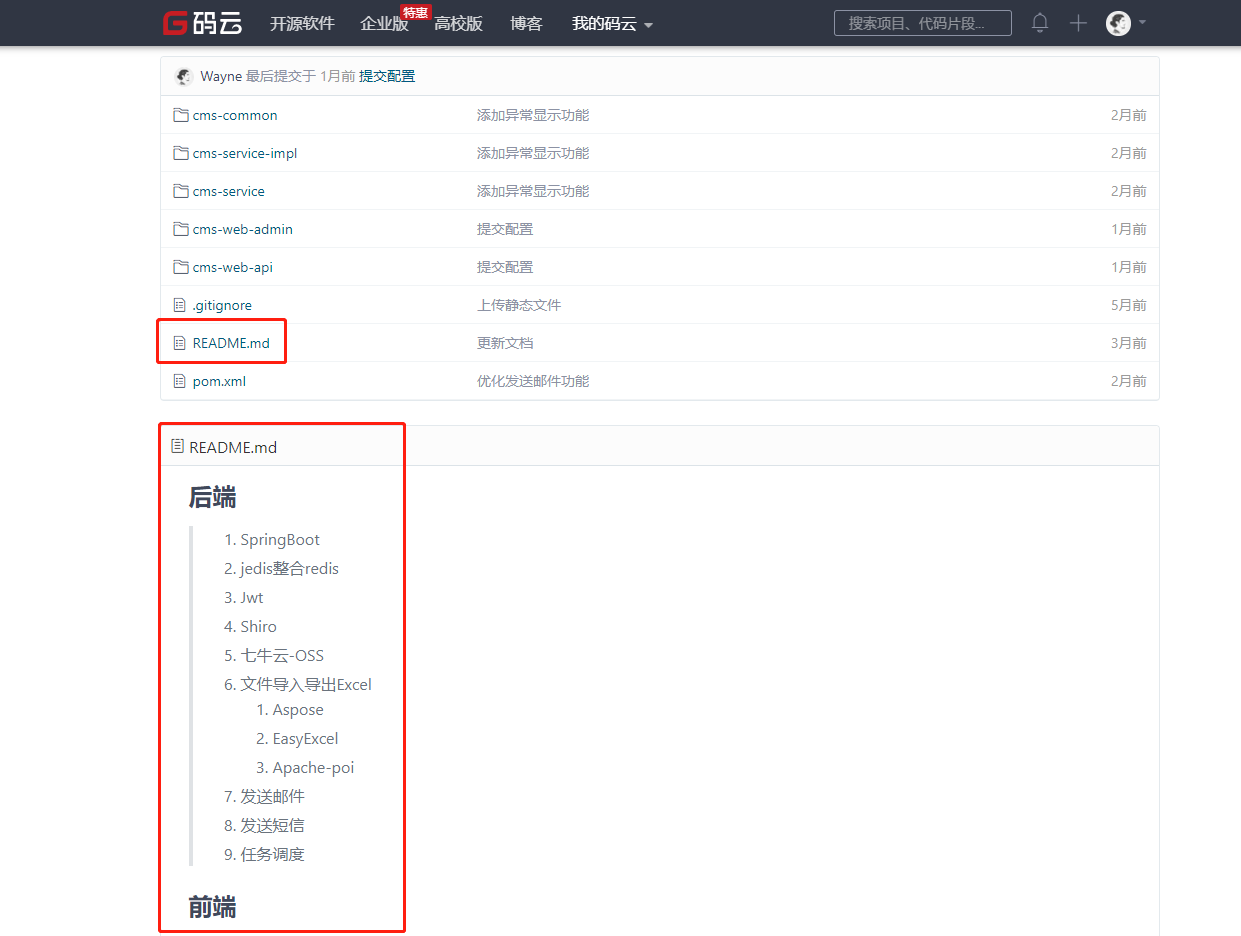 码云 开源软件 企业版 特惠 高校版 博客 我的码云 搜索项目、代码片段...
Wayne 最后提交于 1月前 提交配置
cms-common 添加异常显示功能 2月前
cms-service-impl 添加异常显示功能 2月前
cms-service 添加异常显示功能 2月前
cms-web-admin 提交配置 1月前
cms-web-api 提交配置 1月前
.gitignore 上传静态文件 5月前
README.md 更新文档 3月前
pom.xml 优化发送邮件功能 2月前
README.md
后端
1. SpringBoot
2. jedis整合redis
3. Jwt
4. Shiro
5. 七牛云-OSS
6. 文件导入导出Excel
1. Aspose
2. EasyExcel
3. Apache-poi
7. 发送邮件
8. 发送短信
9. 任务调度
前端